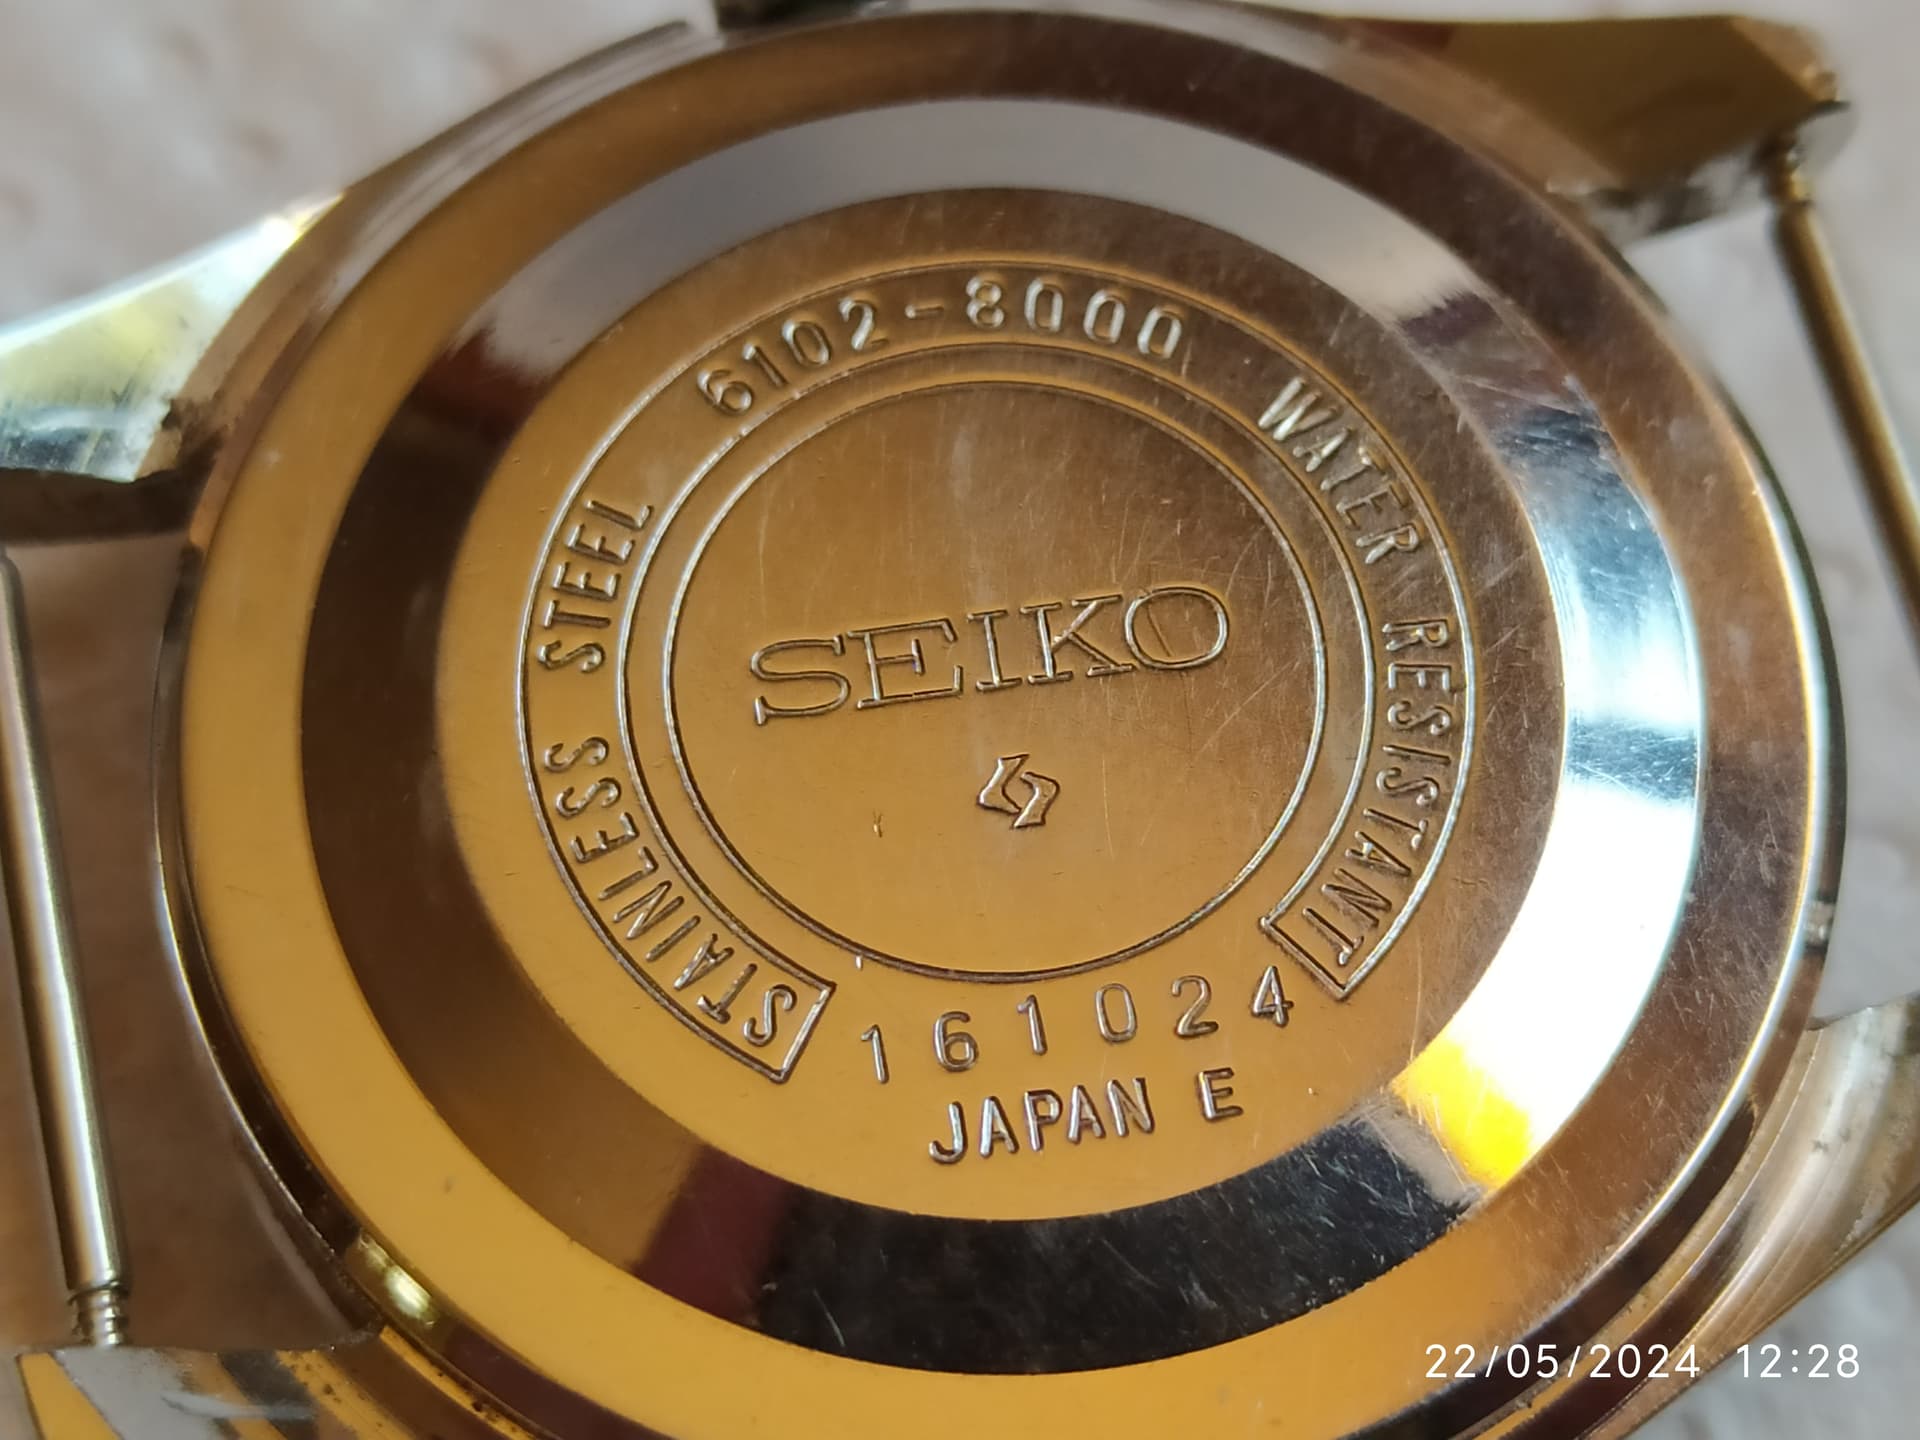 STAINLESS STEEL 6102-8000 WATER RESISTANT
SEIKO
161024
JAPAN E
22/05/2024 12:28